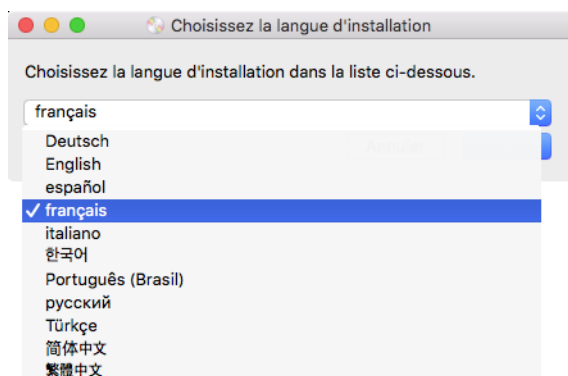 Choisissez la langue d'installation
Choisissez la langue d'installation dans la liste ci-dessous.
français
Deutsch
English
español
✓ français
italiano
한국어
Português (Brasil)
русский
Türkçe
简体中文
繁體中文